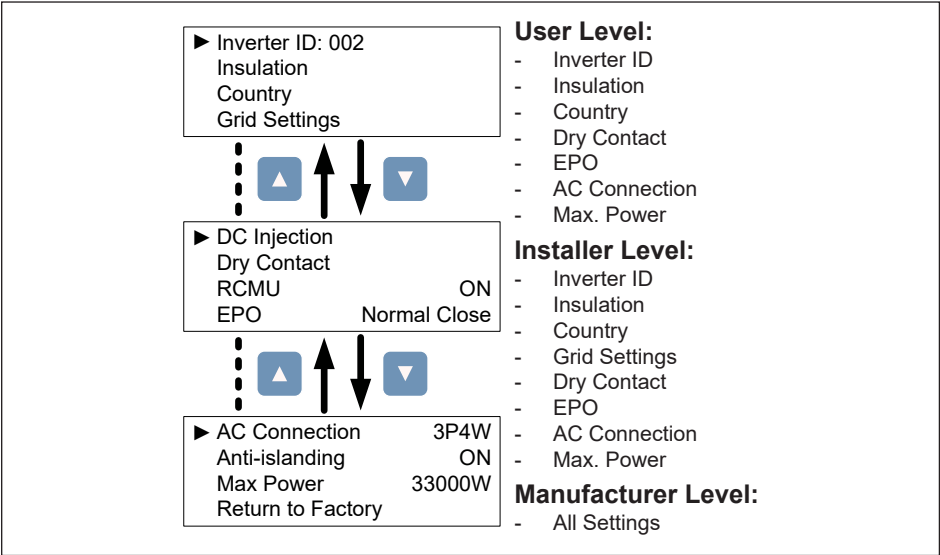 ► Inverter ID: 002
Insulation
Country
Grid Settings
► DC Injection
Dry Contact
RCMU ON
EPO Normal Close
► AC Connection 3P4W
Anti-islanding ON
Max Power 33000W
Return to Factory
User Level:
- Inverter ID
- Insulation
- Country
- Dry Contact
- EPO
- AC Connection
- Max. Power
Installer Level:
- Inverter ID
- Insulation
- Country
- Grid Settings
- Dry Contact
- EPO
- AC Connection
- Max. Power
Manufacturer Level:
- All Settings